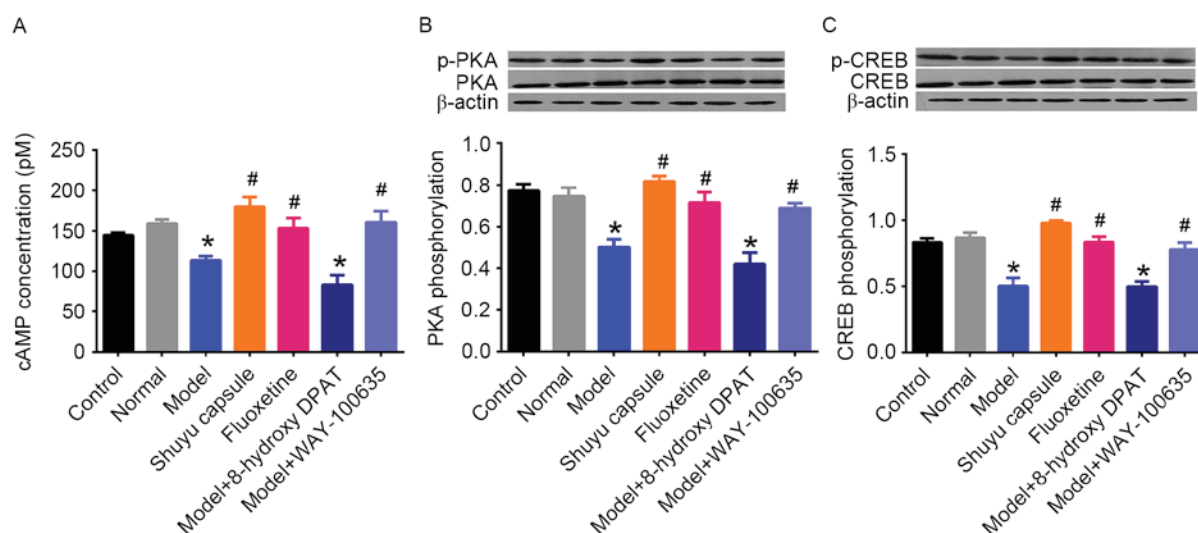 A
cAMP concentration (pM)
250
200
150
100
50
0
*
#
#
*
#
Control
Normal
Model
Shuyu capsule
Fluoxetine
Model+8-hydroxy DPAT
Model+WAY-100635
B
p-PKA
PKA
β-actin
PKA phosphorylation
1.0
0.8
0.6
0.4
0.2
0.0
*
#
#
*
#
Control
Normal
Model
Shuyu capsule
Fluoxetine
Model+8-hydroxy DPAT
Model+WAY-100635
C
p-CREB
CREB
β-actin
CREB phosphorylation
1.5
1.0
0.5
0.0
*
#
#
*
#
Control
Normal
Model
Shuyu capsule
Fluoxetine
Model+8-hydroxy DPAT
Model+WAY-100635